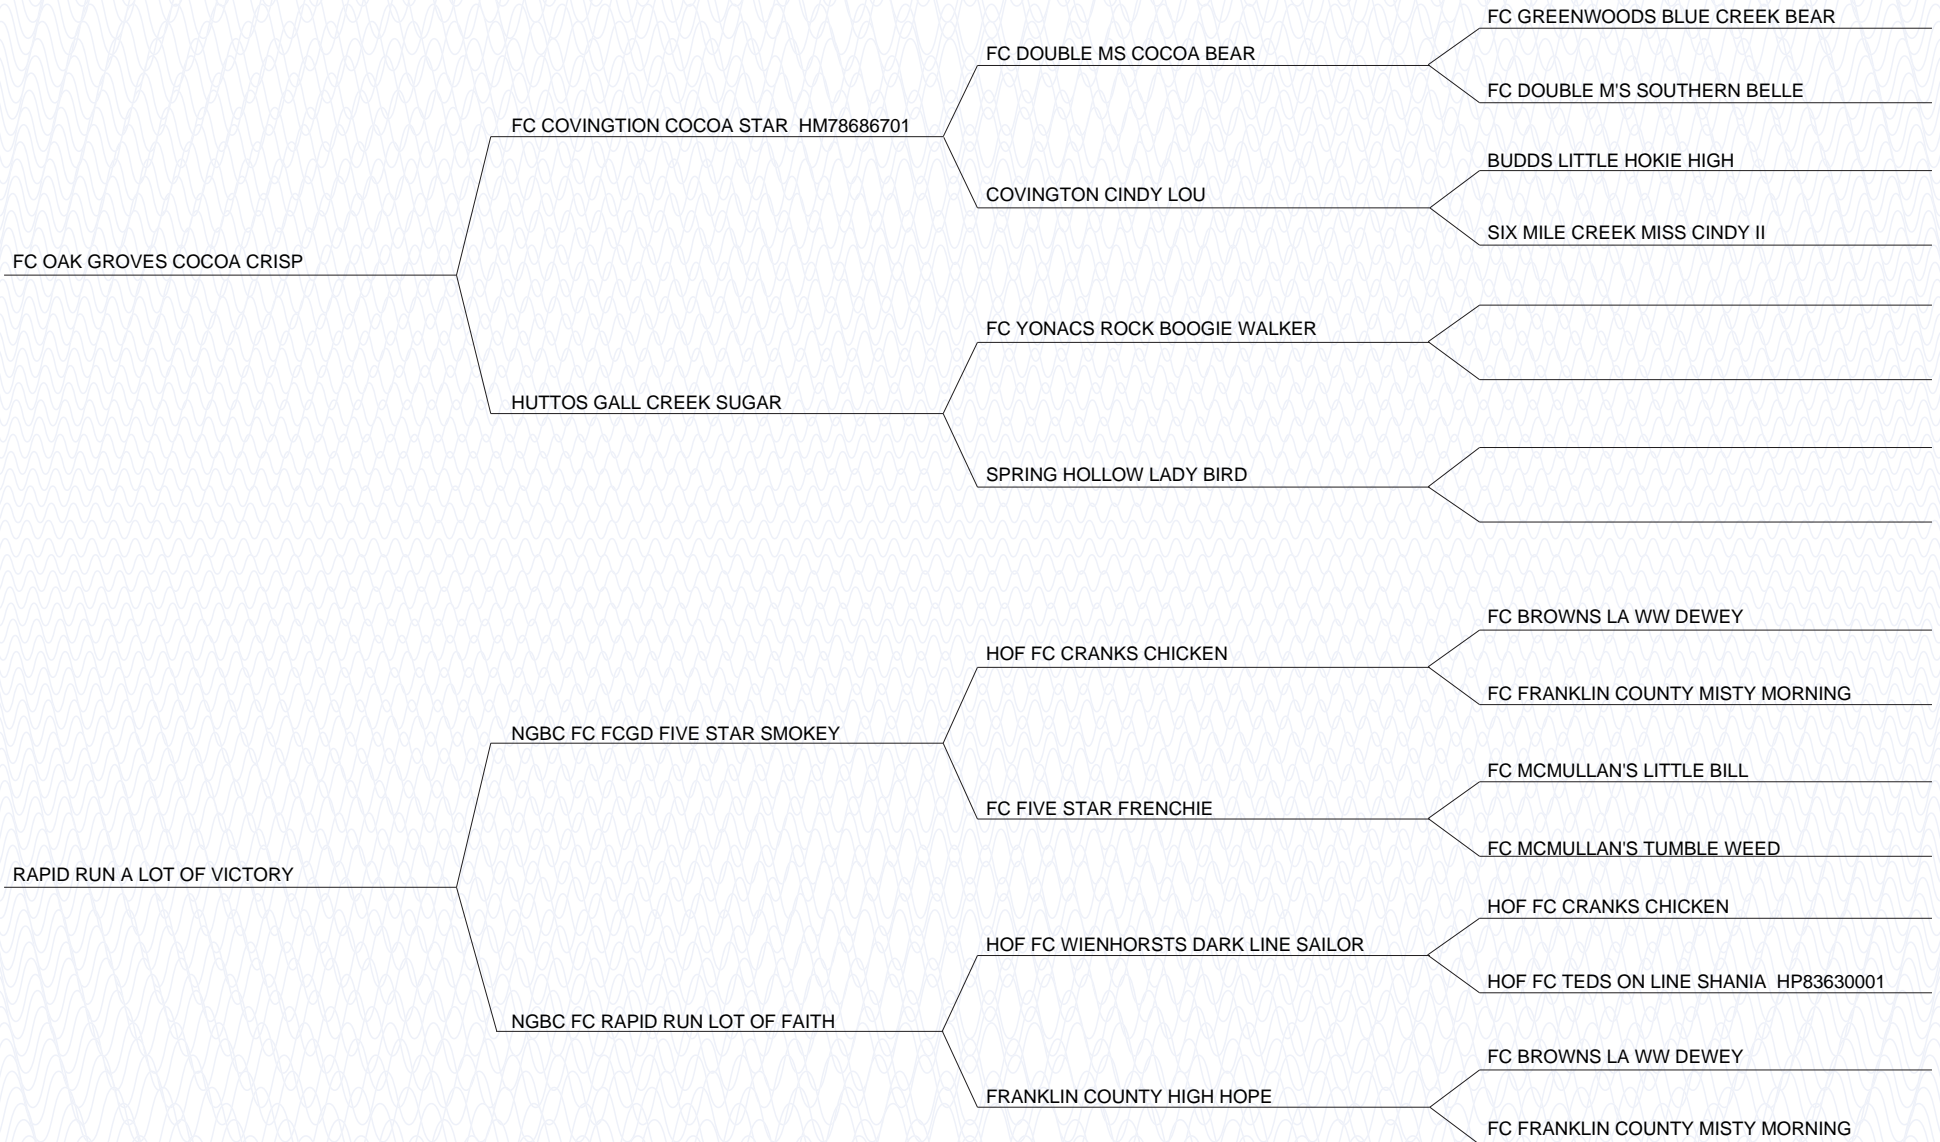 FC GREENWOODS BLUE CREEK BEAR
FC DOUBLE MS COCOA BEAR
FC DOUBLE M'S SOUTHERN BELLE
FC COVINGTION COCOA STAR  HM78686701
BUDDS LITTLE HOKIE HIGH
COVINGTON CINDY LOU
SIX MILE CREEK MISS CINDY II
FC OAK GROVES COCOA CRISP
FC YONACS ROCK BOOGIE WALKER
HUTTOS GALL CREEK SUGAR
SPRING HOLLOW LADY BIRD
FC BROWNS LA WW DEWEY
HOF FC CRANKS CHICKEN
FC FRANKLIN COUNTY MISTY MORNING
NGBC FC FCGD FIVE STAR SMOKEY
FC MCMULLAN'S LITTLE BILL
FC FIVE STAR FRENCHIE
FC MCMULLAN'S TUMBLE WEED
RAPID RUN A LOT OF VICTORY
HOF FC CRANKS CHICKEN
HOF FC WIENHORSTS DARK LINE SAILOR
HOF FC TEDS ON LINE SHANIA  HP83630001
NGBC FC RAPID RUN LOT OF FAITH
FC BROWNS LA WW DEWEY
FRANKLIN COUNTY HIGH HOPE
FC FRANKLIN COUNTY MISTY MORNING